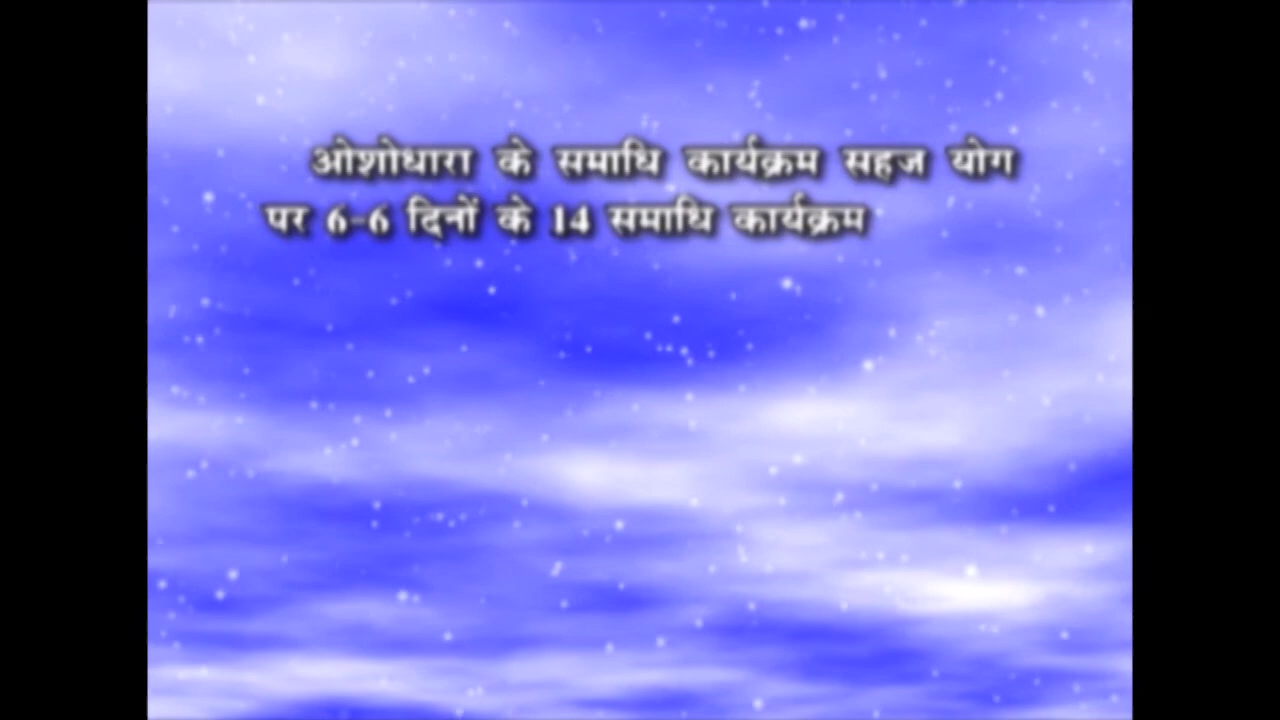 ओशोधारा के समाधि कार्यक्रम सहज योग
पर 6-6 दिनों के 14 समाधि कार्यक्रम